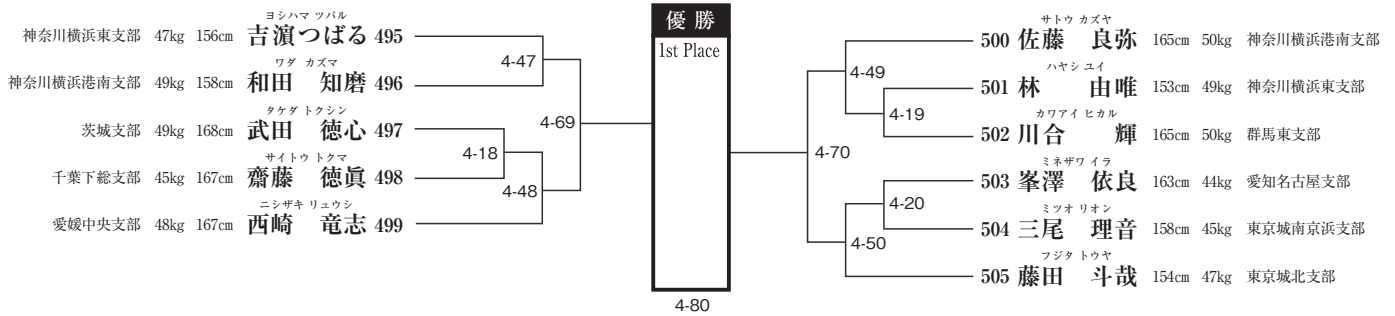 優勝
1st Place
4-80
ヨシハマ ツバル
神奈川横浜東支部 47kg 156cm 吉濵つばる 495
ワダ カズマ
神奈川横浜港南支部 49kg 158cm 和田 知磨 496
タケダ トクシン
茨城支部 49kg 168cm 武田 徳心 497
サイトウ トクマ
千葉下総支部 45kg 167cm 齋藤 徳眞 498
ニシザキ リュウシ
愛媛中央支部 48kg 167cm 西崎 竜志 499
4-47
4-69
4-18
4-48
サトウ カズヤ
500 佐藤 良弥 165cm 50kg 神奈川横浜港南支部
ハヤシ ユイ
501 林 由唯 153cm 49kg 神奈川横浜東支部
カワアイ ヒカル
502 川合 輝 165cm 50kg 群馬東支部
ミネザワ イラ
503 峯澤 依良 163cm 44kg 愛知名古屋支部
ミツオ リオン
504 三尾 理音 158cm 45kg 東京城南京浜支部
フジタ トウヤ
505 藤田 斗哉 154cm 47kg 東京城北支部
4-49
4-19
4-70
4-20
4-50